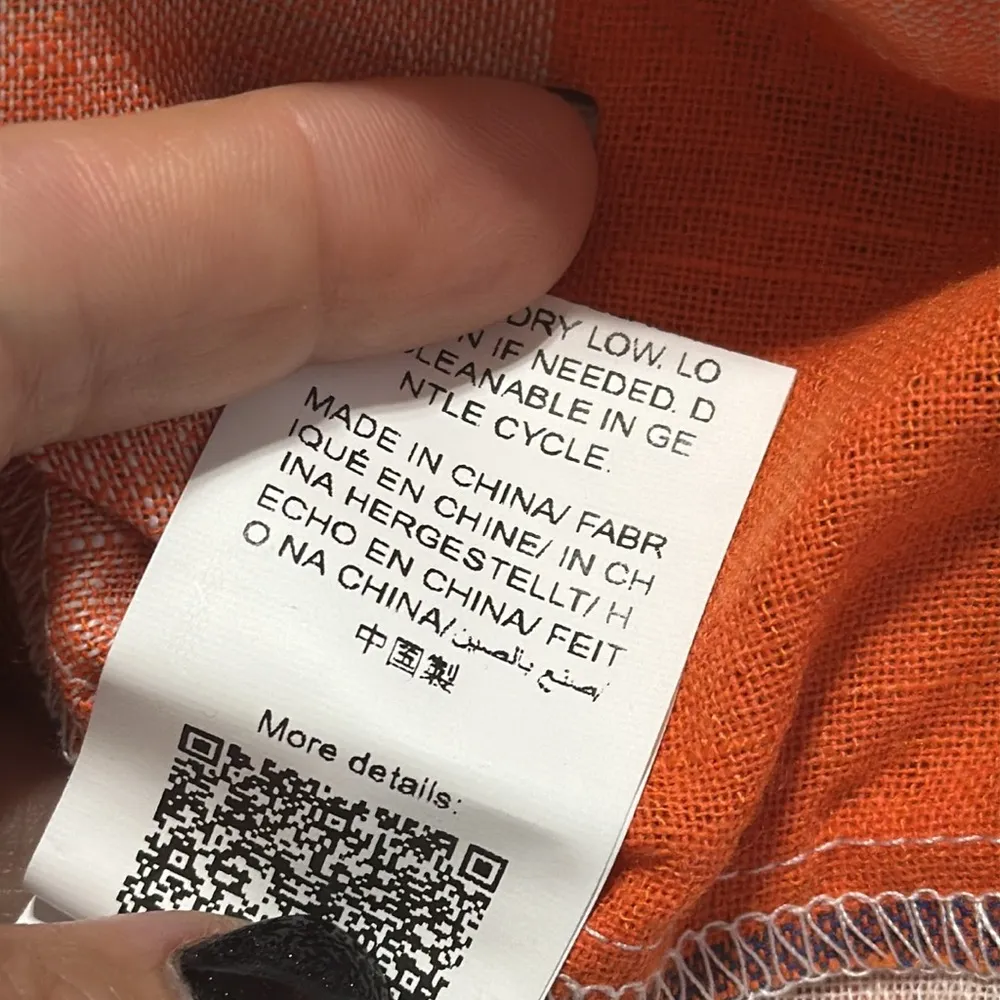 DRY LOW. LO
N IF NEEDED. D
CLEANABLE IN GE
NTLE CYCLE.
MADE IN CHINA/ FABR
IQUÉ EN CHINE/ IN CH
INA HERGESTELLT/ H
ECHO EN CHINA/ FEIT
O NA CHINA/صنع بالصين/
中国製
More details: